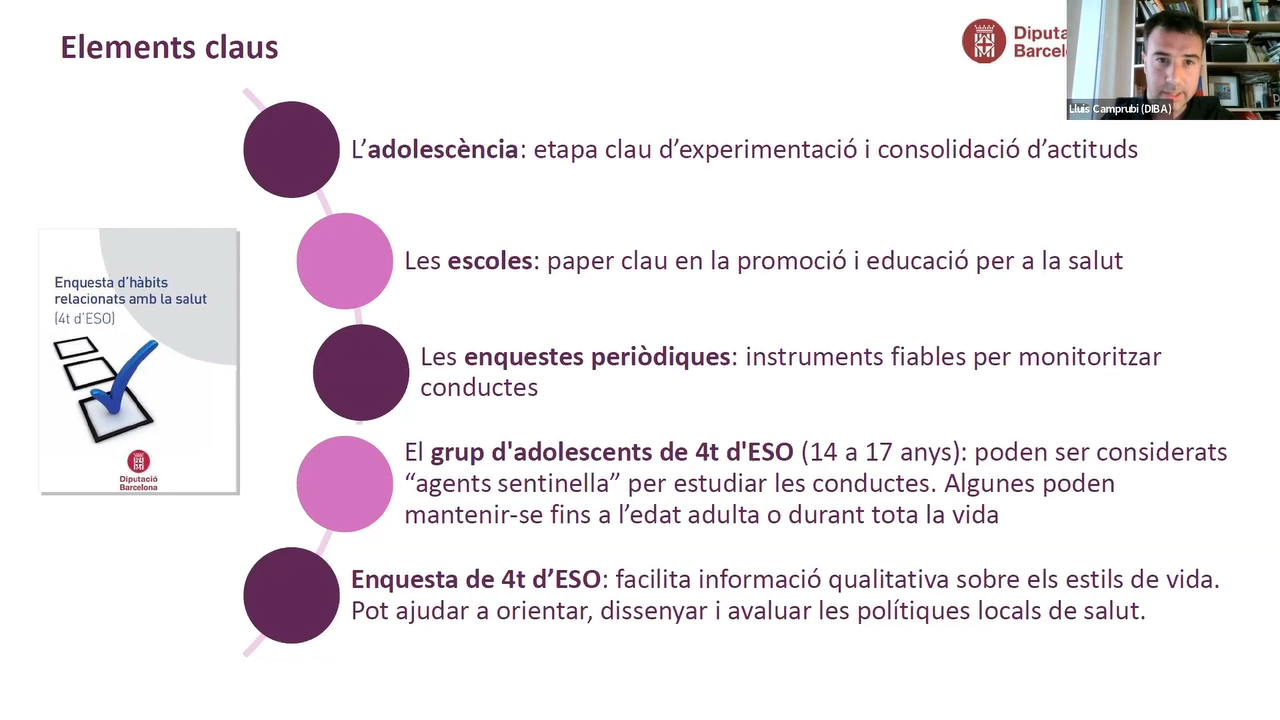 Elements claus
Diputa
Barcel
Lluís Camprubí (DIBA)
L’adolescència: etapa clau d’experimentació i consolidació d’actituds
Les escoles: paper clau en la promoció i educació per a la salut
Enquesta d’hàbits
relacionats amb la salut
(4t d’ESO)
Diputació
Barcelona
Les enquestes periòdiques: instruments fiables per monitoritzar
conductes
El grup d'adolescents de 4t d'ESO (14 a 17 anys): poden ser considerats
“agents sentinella” per estudiar les conductes. Algunes poden
mantenir-se fins a l’edat adulta o durant tota la vida
Enquesta de 4t d’ESO: facilita informació qualitativa sobre els estils de vida.
Pot ajudar a orientar, dissenyar i avaluar les polítiques locals de salut.